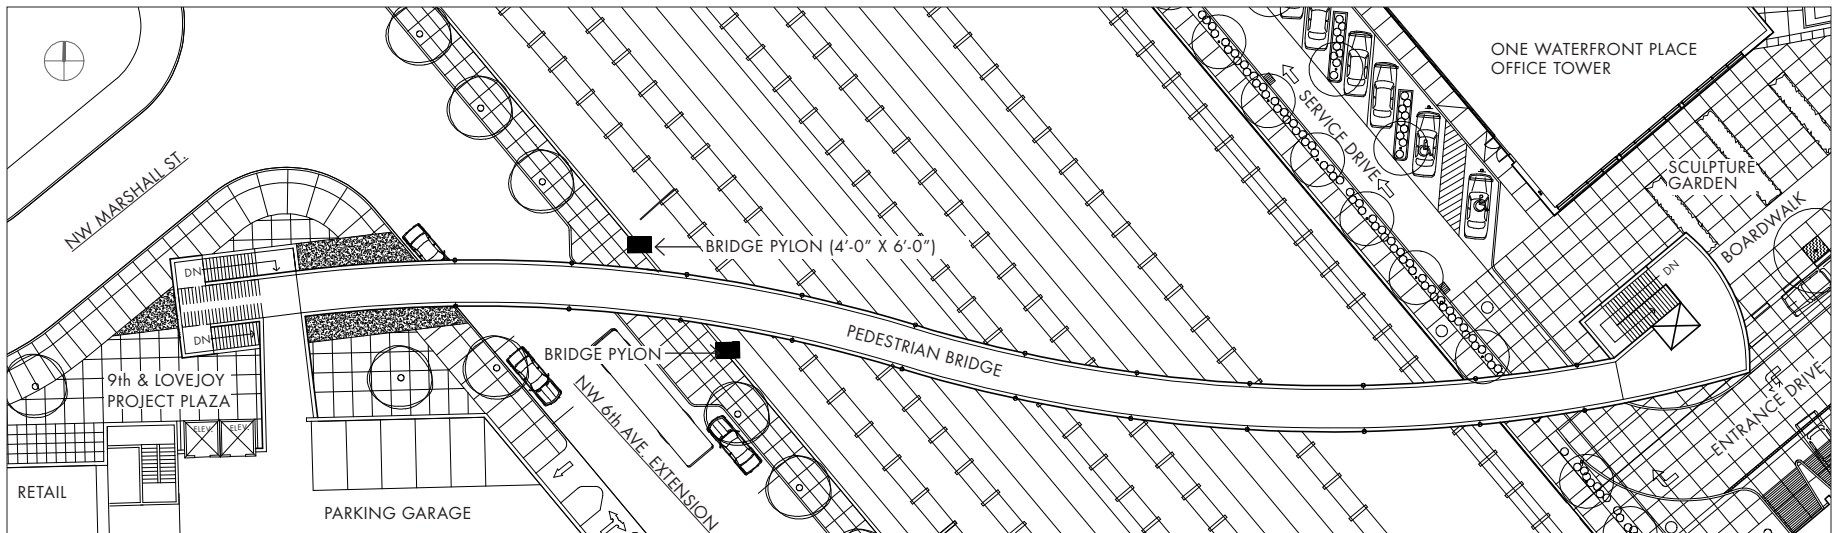 ONE WATERFRONT PLACE
OFFICE TOWER
SERVICE DRIVE
SCULPTURE
GARDEN
NW MARSHALL ST.
BOARDWALK
BRIDGE PYLON (4'-0" X 6'-0")
DN
DN
DN
PEDESTRIAN BRIDGE
BRIDGE PYLON
9th & LOVEJOY
PROJECT PLAZA
ENTRANCE DRIVE
NW 6th AVE. EXTENSION
ELEV.
ELEV.
RETAIL
PARKING GARAGE